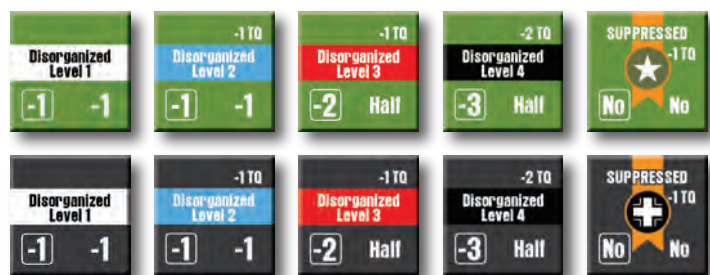 Disorganized
Level 1
-1 -1
-1 TQ
Disorganized
Level 2
-1 -1
-1 TQ
Disorganized
Level 3
-2 Half
-2 TQ
Disorganized
Level 4
-3 Half
SUPPRESSED
-1 TQ
No No
Disorganized
Level 1
-1 -1
-1 TQ
Disorganized
Level 2
-1 -1
-1 TQ
Disorganized
Level 3
-2 Half
-2 TQ
Disorganized
Level 4
-3 Half
SUPPRESSED
-1 TQ
No No